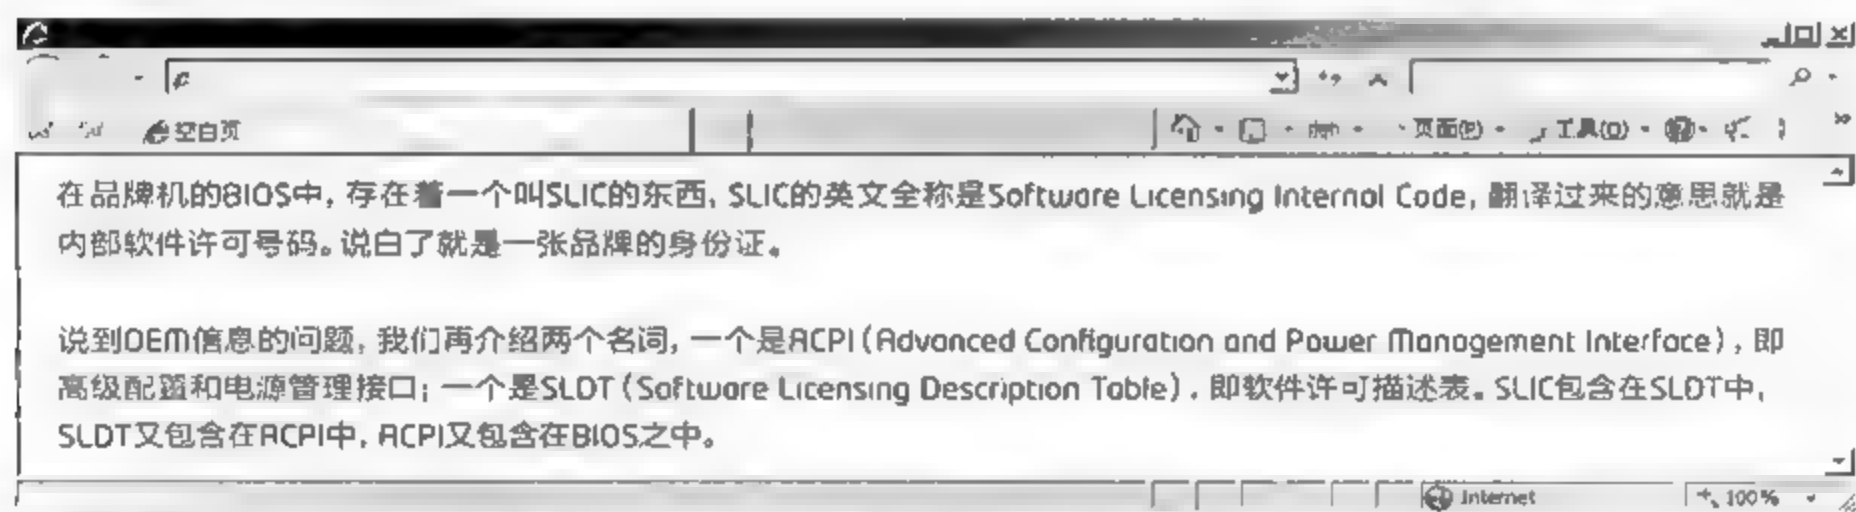 空白页 页面(P) 工具(O)
在品牌机的BIOS中，存在着一个叫SLIC的东西，SLIC的英文全称是Software Licensing Internal Code，翻译过来的意思就是
内部软件许可号码。说白了就是一张品牌的身份证。
说到OEM信息的问题，我们再介绍两个名词，一个是ACPI（Advanced Configuration and Power Management Interface），即
高级配置和电源管理接口；一个是SLDT（Software Licensing Description Table），即软件许可描述表。SLIC包含在SLDT中，
SLDT又包含在ACPI中，ACPI又包含在BIOS之中。
Internet 100%